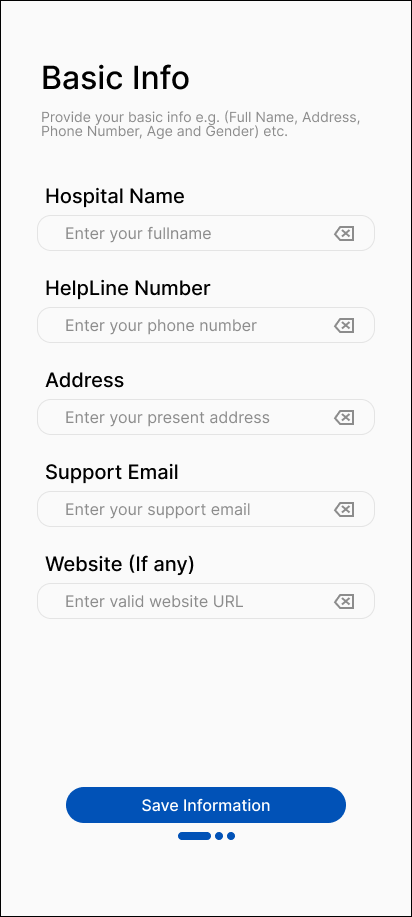 Basic Info
Provide your basic info e.g. (Full Name, Address,
Phone Number, Age and Gender) etc.
Hospital Name
Enter your fullname
HelpLine Number
Enter your phone number
Address
Enter your present address
Support Email
Enter your support email
Website (If any)
Enter valid website URL
Save Information